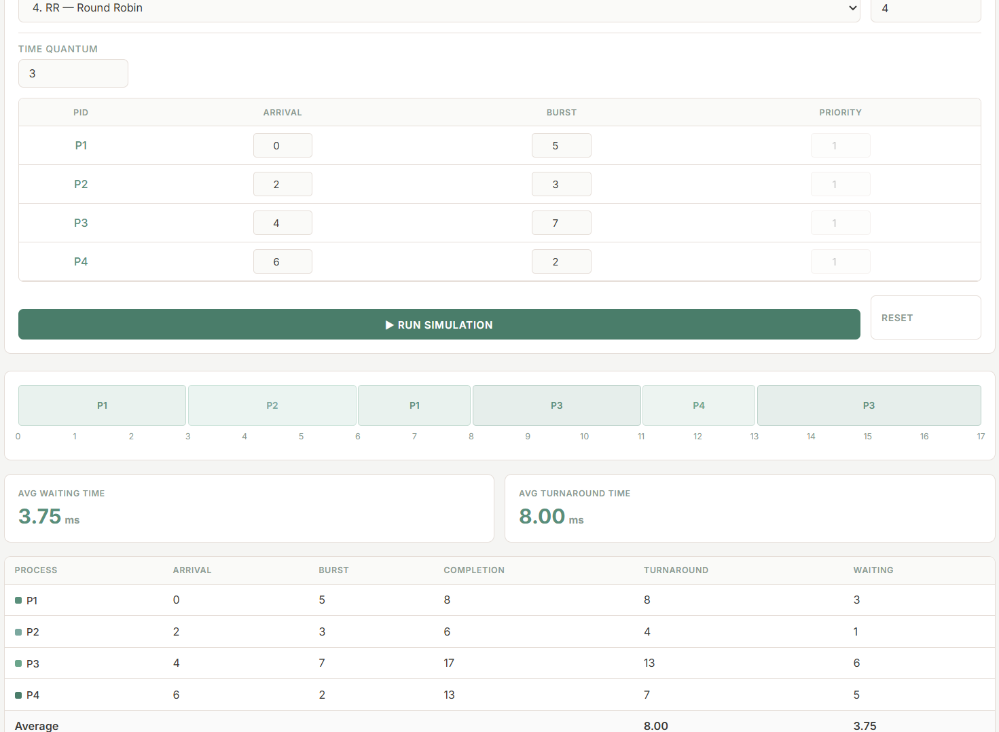 4. RR — Round Robin 4
TIME QUANTUM
3
PID ARRIVAL BURST PRIORITY
P1 0 5 1
P2 2 3 1
P3 4 7 1
P4 6 2 1
▶ RUN SIMULATION RESET
P1 P2 P1 P3 P4 P3
0 1 2 3 4 5 6 7 8 9 10 11 12 13 14 15 16 17
AVG WAITING TIME AVG TURNAROUND TIME
3.75 ms 8.00 ms
PROCESS ARRIVAL BURST COMPLETION TURNAROUND WAITING
P1 0 5 8 8 3
P2 2 3 6 4 1
P3 4 7 17 13 6
P4 6 2 13 7 5
Average 8.00 3.75